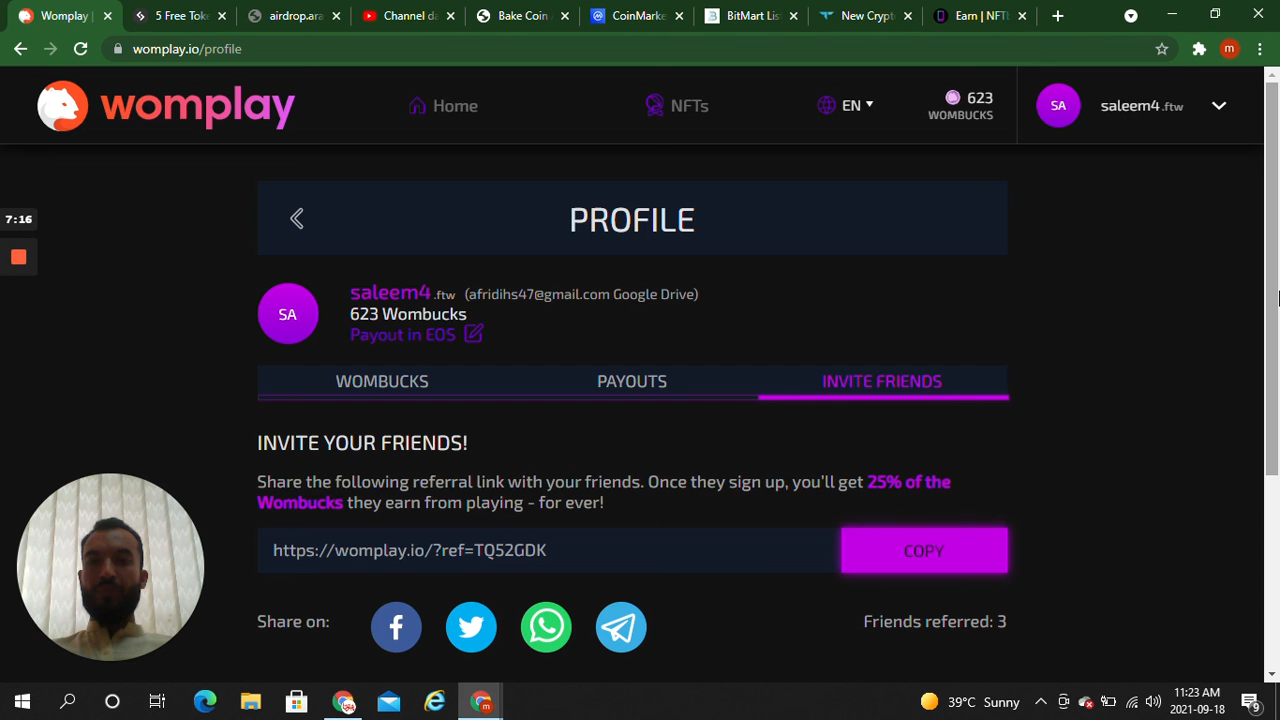 Womplay
5 Free Tok
airdrop.ara
Channel da
Bake Coin
CoinMarke
BitMart Lis
New Crypt
Earn | NFT
womplay.io/profile
m
womplay
Home
NFTs
EN
623
WOMBUCKS
SA
saleem4.ftw
7:16
PROFILE
saleem4.ftw (afridihs47@gmail.com Google Drive)
SA
623 Wombucks
Payout in EOS
WOMBUCKS
PAYOUTS
INVITE FRIENDS
INVITE YOUR FRIENDS!
Share the following referral link with your friends. Once they sign up, you'll get 25% of the
Wombucks they earn from playing - for ever!
https://womplay.io/?ref=TQ52GDK
COPY
Share on:
Friends referred: 3
39°C Sunny
11:23 AM
2021-09-18
9